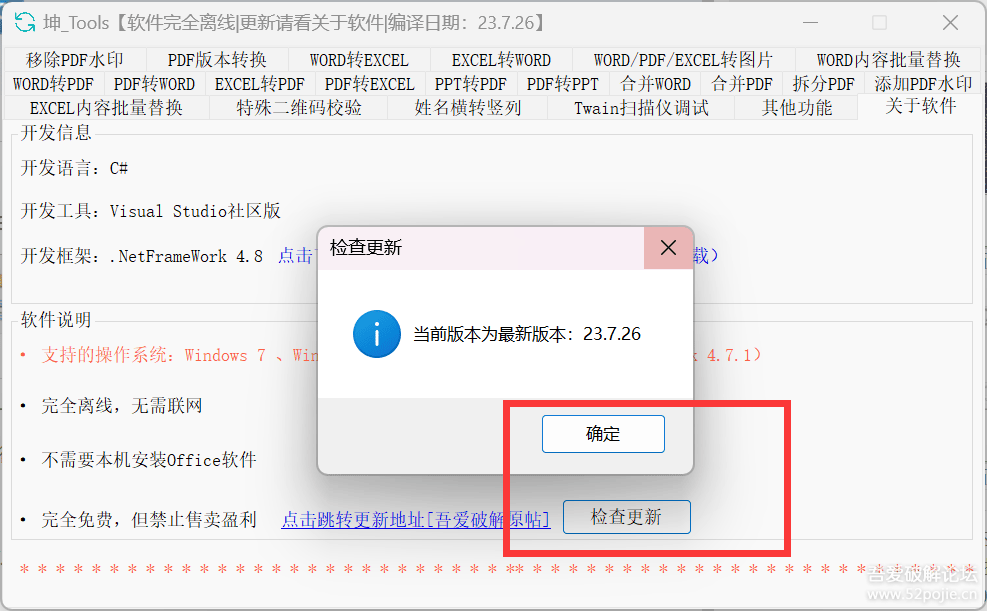 坤_Tools【软件完全离线|更新请看关于软件|编译日期：23.7.26】
移除PDF水印 PDF版本转换 WORD转EXCEL EXCEL转WORD WORD/PDF/EXCEL转图片 WORD内容批量替换
WORD转PDF PDF转WORD EXCEL转PDF PDF转EXCEL PPT转PDF PDF转PPT 合并WORD 合并PDF 拆分PDF 添加PDF水印
EXCEL内容批量替换 特殊二维码校验 姓名横转竖列 Twain扫描仪调试 其他功能 关于软件
开发信息
开发语言：C#
开发工具：Visual Studio社区版
开发框架：.NetFrameWork 4.8 点击 载）
检查更新
当前版本为最新版本：23.7.26
确定
软件说明
• 支持的操作系统：Windows 7 、Win 4.7.1）
• 完全离线，无需联网
• 不需要本机安装Office软件
• 完全免费，但禁止售卖盈利 点击跳转更新地址[吾爱破解原帖] 检查更新
吾爱破解论坛
www.52pojie.cn